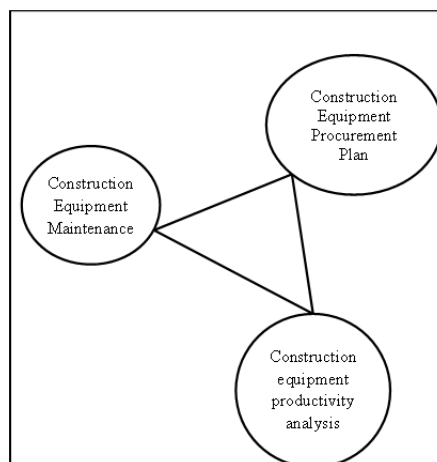 Construction
Equipment
Procurement
Plan
Construction
Equipment
Maintenance
Construction
equipment
productivity
analysis